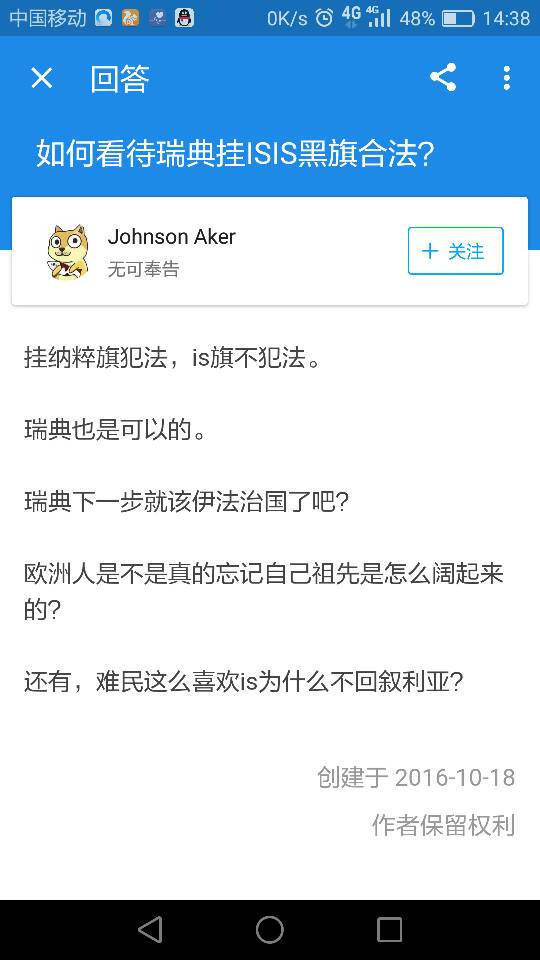 中国移动 0K/s 4G 4G 48% 14:38
回答
如何看待瑞典挂ISIS黑旗合法?
Johnson Aker
无可奉告
+ 关注
挂纳粹旗犯法，is旗不犯法。
瑞典也是可以的。
瑞典下一步就该伊法治国了吧?
欧洲人是不是真的忘记自己祖先是怎么阔起来
的?
还有，难民这么喜欢is为什么不回叙利亚?
创建于 2016-10-18
作者保留权利